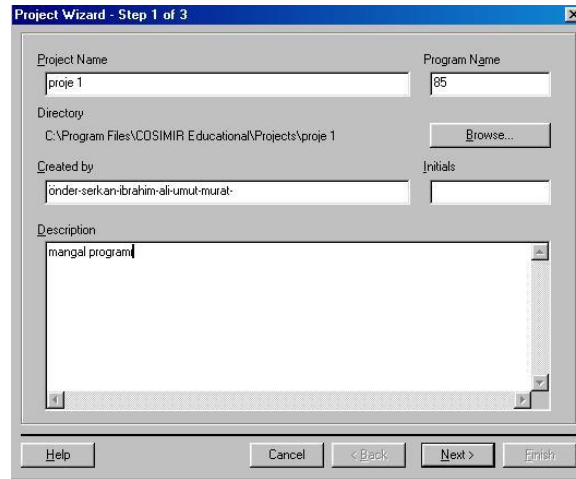 Project Wizard - Step 1 of 3
Project Name
Program Name
proje 1
85
Directory
C:\Program Files\COSIMIR Educational\Projects\proje 1
Browse...
Created by
Initials
önder-serkan-ibrahim-ali-umut-murat-
Description
mangal programı
Help
Cancel
< Back
Next >
Finish